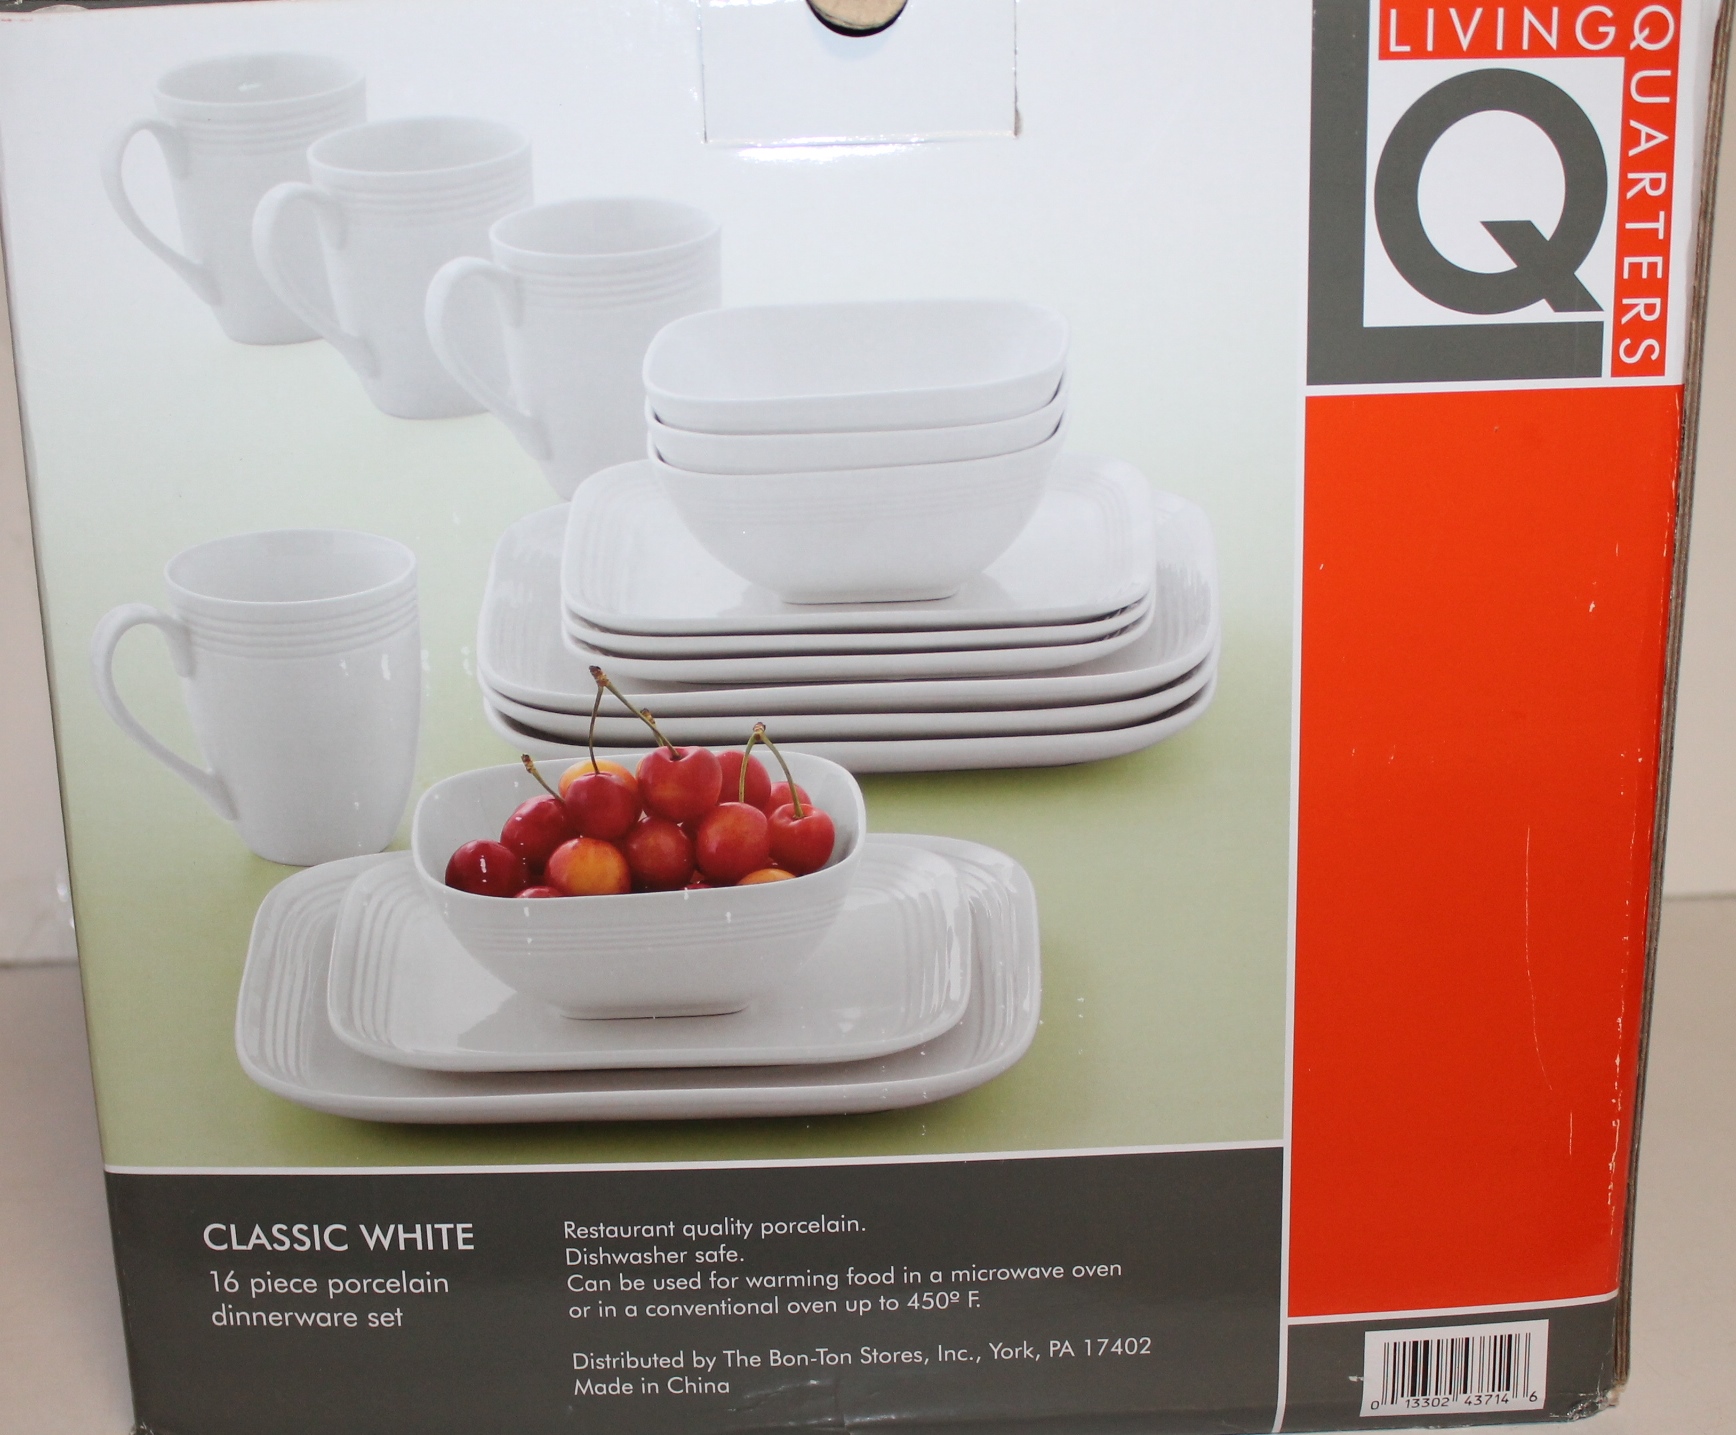 LIVINGQUARTERS
LQ
CLASSIC WHITE
16 piece porcelain
dinnerware set
Restaurant quality porcelain.
Dishwasher safe.
Can be used for warming food in a microwave oven
or in a conventional oven up to 450º F.
Distributed by The Bon-Ton Stores, Inc., York, PA 17402
Made in China
0 13302 43714 6